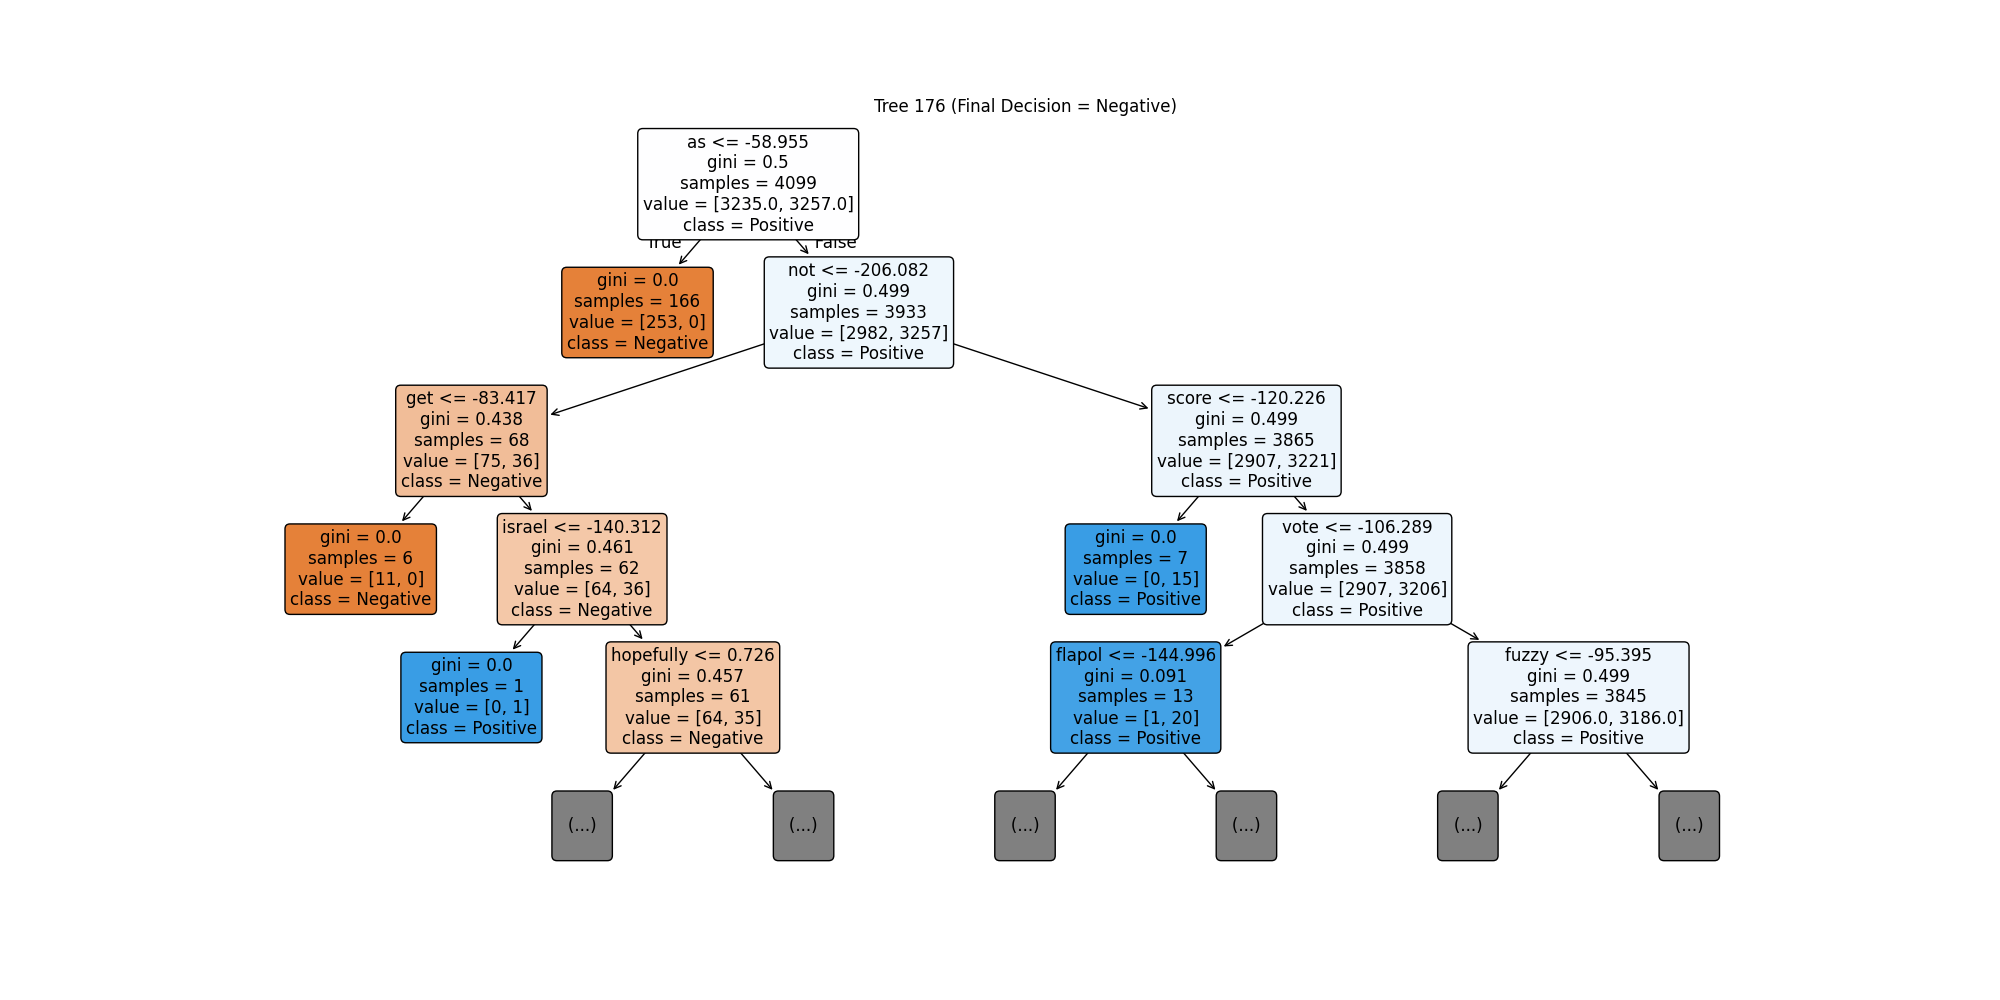 Tree 176 (Final Decision = Negative)
as <= -58.955
gini = 0.5
samples = 4099
value = [3235.0, 3257.0]
class = Positive
True
False
gini = 0.0
samples = 166
value = [253, 0]
class = Negative
not <= -206.082
gini = 0.499
samples = 3933
value = [2982, 3257]
class = Positive
get <= -83.417
gini = 0.438
samples = 68
value = [75, 36]
class = Negative
score <= -120.226
gini = 0.499
samples = 3865
value = [2907, 3221]
class = Positive
gini = 0.0
samples = 6
value = [11, 0]
class = Negative
israel <= -140.312
gini = 0.461
samples = 62
value = [64, 36]
class = Negative
gini = 0.0
samples = 7
value = [0, 15]
class = Positive
vote <= -106.289
gini = 0.499
samples = 3858
value = [2907, 3206]
class = Positive
gini = 0.0
samples = 1
value = [0, 1]
class = Positive
hopefully <= 0.726
gini = 0.457
samples = 61
value = [64, 35]
class = Negative
flapol <= -144.996
gini = 0.091
samples = 13
value = [1, 20]
class = Positive
fuzzy <= -95.395
gini = 0.499
samples = 3845
value = [2906.0, 3186.0]
class = Positive
(...)
(...)
(...)
(...)
(...)
(...)